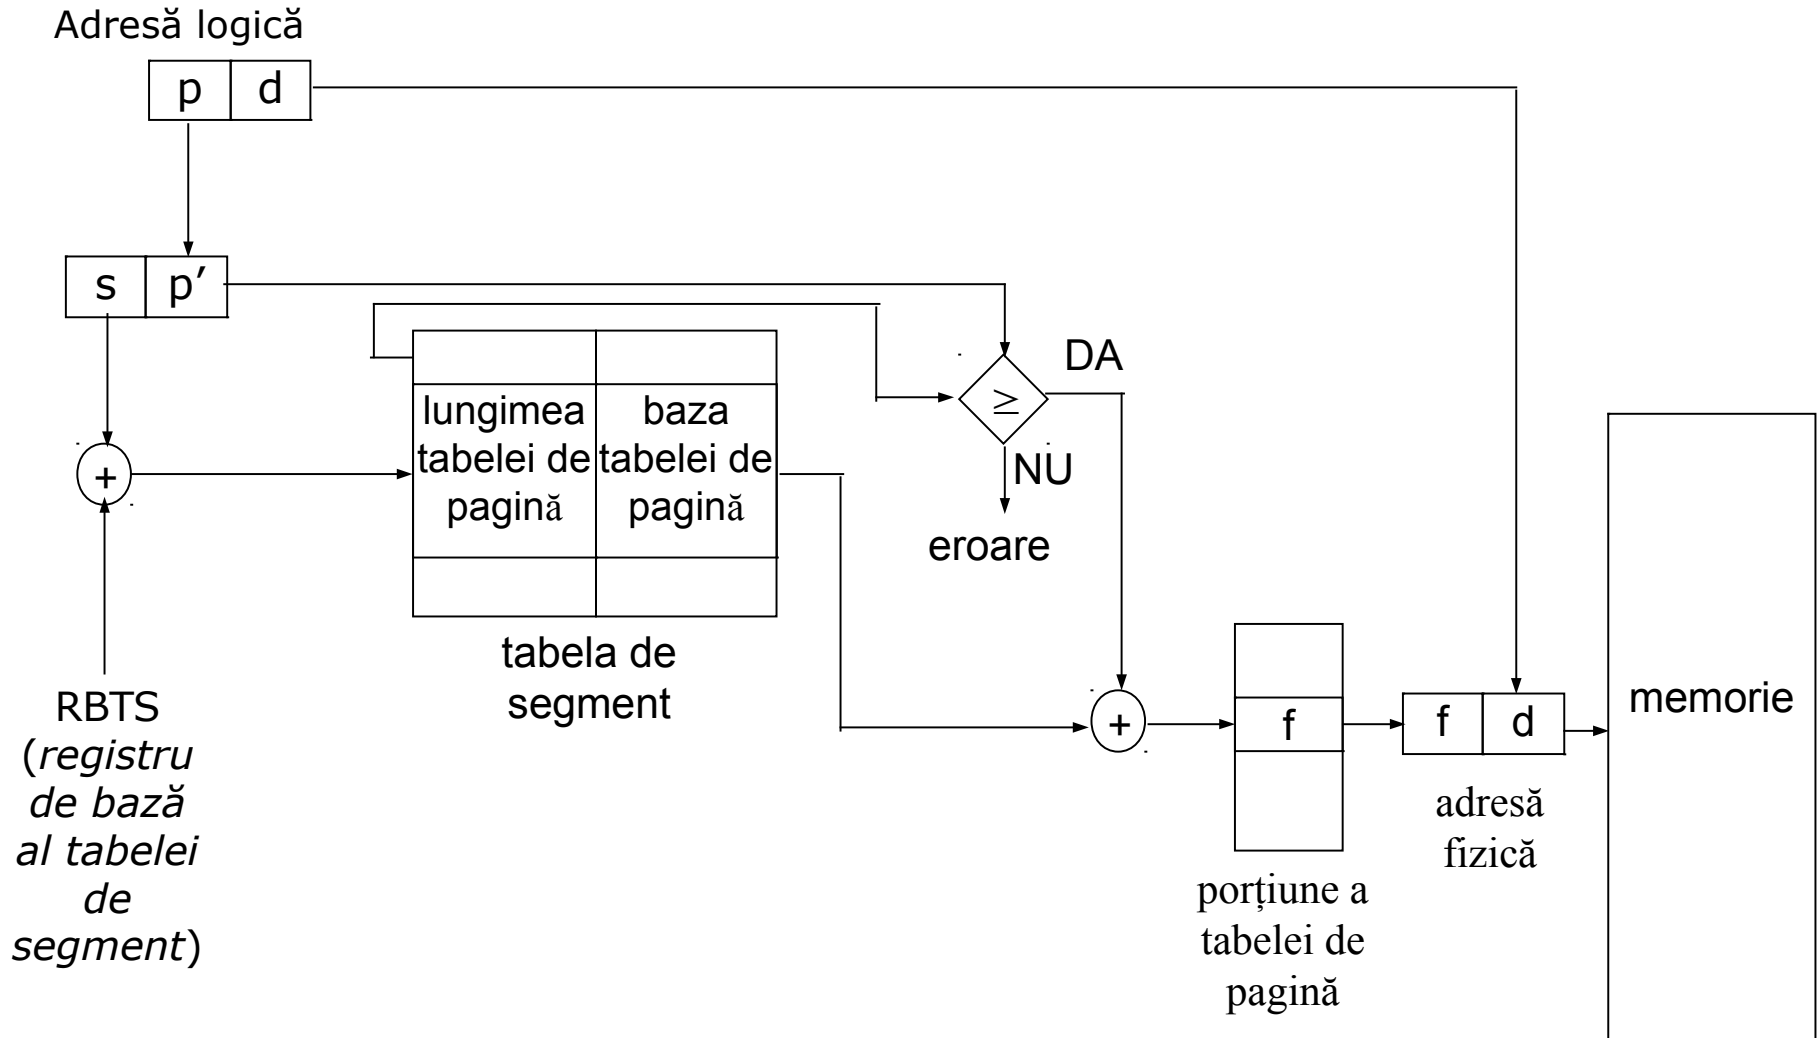 Adresă logică
p d
s p′
DA
≥
lungimea
tabelei de
pagină
baza
tabelei de
pagină
+
NU
eroare
tabela de
segment
RBTS
(registru
de bază
al tabelei
de
segment)
+
f
f d
memorie
adresă
fizică
porțiune a
tabelei de
pagină